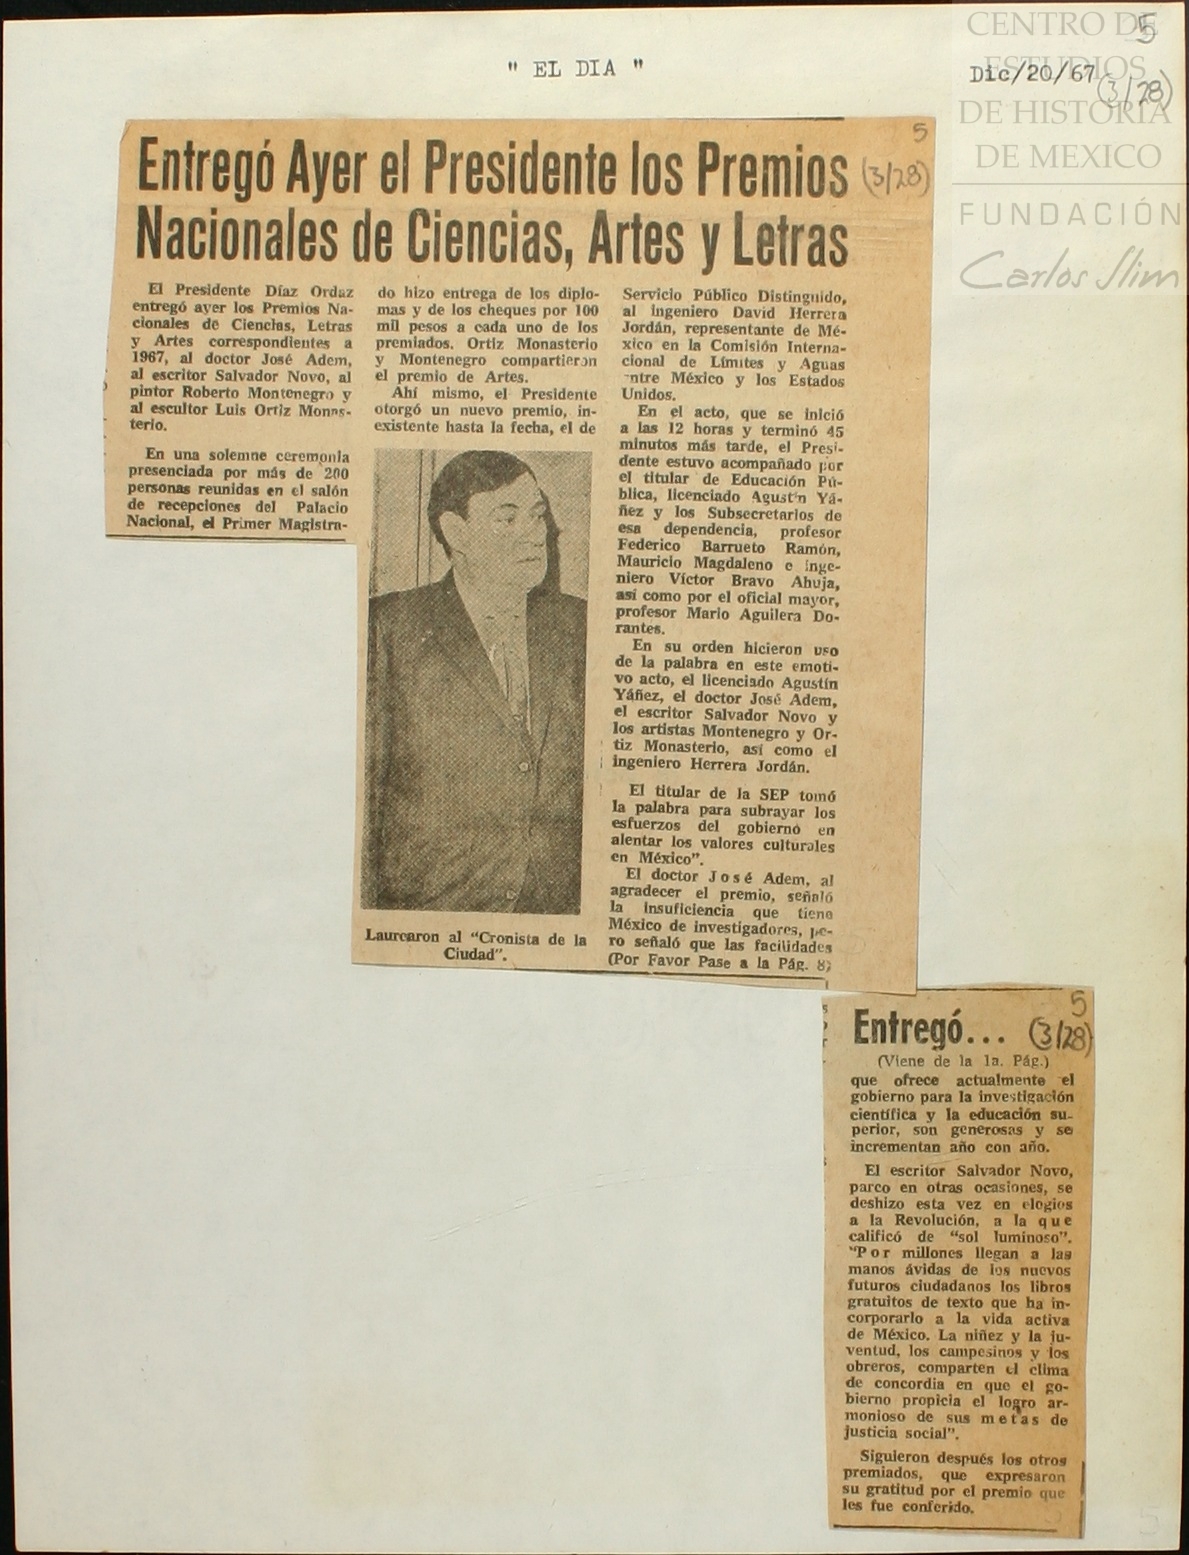 " EL DIA "
Dic/20/67
5
(3/28)
CENTRO DE
ESTUDIOS
DE HISTORIA
DE MEXICO
FUNDACIÓN
Carlos Slim
5
(3/28)
Entregó Ayer el Presidente los Premios
Nacionales de Ciencias, Artes y Letras
El Presidente Díaz Ordaz
entregó ayer los Premios Na-
cionales de Ciencias, Letras
y Artes correspondientes a
1967, al doctor José Adem,
al escritor Salvador Novo, al
pintor Roberto Montenegro y
al escultor Luis Ortiz Monas-
terio.
En una solemne ceremonia
presenciada por más de 200
personas reunidas en el salón
de recepciones del Palacio
Nacional, el Primer Magistra-
do hizo entrega de los diplo-
mas y de los cheques por 100
mil pesos a cada uno de los
premiados. Ortiz Monasterio
y Montenegro compartieron
el premio de Artes.
Ahí mismo, el Presidente
otorgó un nuevo premio, in-
existente hasta la fecha, el de
Laurearon al "Cronista de la
Ciudad".
Servicio Público Distinguido,
al ingeniero David Herrera
Jordán, representante de Mé-
xico en la Comisión Interna-
cional de Límites y Aguas
entre México y los Estados
Unidos.
En el acto, que se inició
a las 12 horas y terminó 45
minutos más tarde, el Presi-
dente estuvo acompañado por
el titular de Educación Pú-
blica, licenciado Agustín Yá-
ñez y los Subsecretarios de
esa dependencia, profesor
Federico Barrueto Ramón,
Mauricio Magdaleno e inge-
niero Víctor Bravo Ahuja,
así como por el oficial mayor,
profesor Mario Aguilera Do-
rantes.
En su orden hicieron uso
de la palabra en este emoti-
vo acto, el licenciado Agustín
Yáñez, el doctor José Adem,
el escritor Salvador Novo y
los artistas Montenegro y Or-
tiz Monasterio, así como el
ingeniero Herrera Jordán.
El titular de la SEP tomó
la palabra para subrayar los
esfuerzos del gobierno en
alentar los valores culturales
en México".
El doctor José Adem, al
agradecer el premio, señaló
la insuficiencia que tiene
México de investigadores, pe-
ro señaló que las facilidades
(Por Favor Pase a la Pág. 8)
5
Entregó... (3/28)
(Viene de la 1a. Pág.)
que ofrece actualmente el
gobierno para la investigación
científica y la educación su-
perior, son generosas y se
incrementan año con año.
El escritor Salvador Novo,
parco en otras ocasiones, se
deshizo esta vez en elogios
a la Revolución, a la que
calificó de "sol luminoso".
"Por millones llegan a las
manos ávidas de los nuevos
futuros ciudadanos los libros
gratuitos de texto que ha in-
corporarlo a la vida activa
de México. La niñez y la ju-
ventud, los campesinos y los
obreros, comparten el clima
de concordia en que el go-
bierno propicia el logro ar-
monioso de sus metas de
justicia social".
Siguieron después los otros
premiados, que expresaron
su gratitud por el premio que
les fue conferido.
5